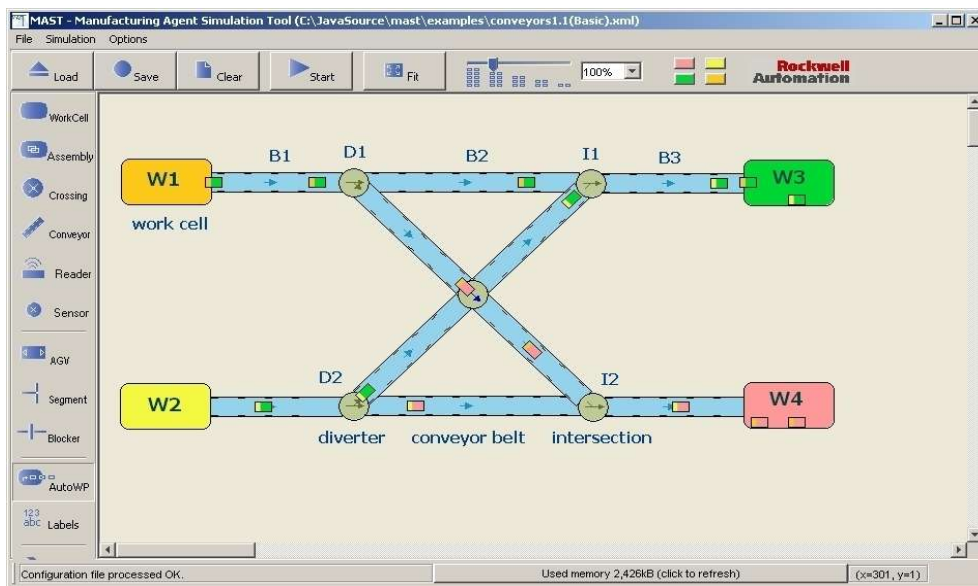 MAST - Manufacturing Agent Simulation Tool (C:\JavaSource\mast\examples\conveyors1.1(Basic).xml)
File Simulation Options
Load Save Clear Start Fit 100% Rockwell
Automation
WorkCell
Assembly
Crossing
Conveyor
Reader
Sensor
AGV
Segment
Blocker
AutoWP
123
abc Labels
B1 D1 B2 I1 B3
W1 W3
work cell
D2 I2
W2 W4
diverter conveyor belt intersection
Configuration file processed OK. Used memory 2,426kB (click to refresh) (x=301, y=1)